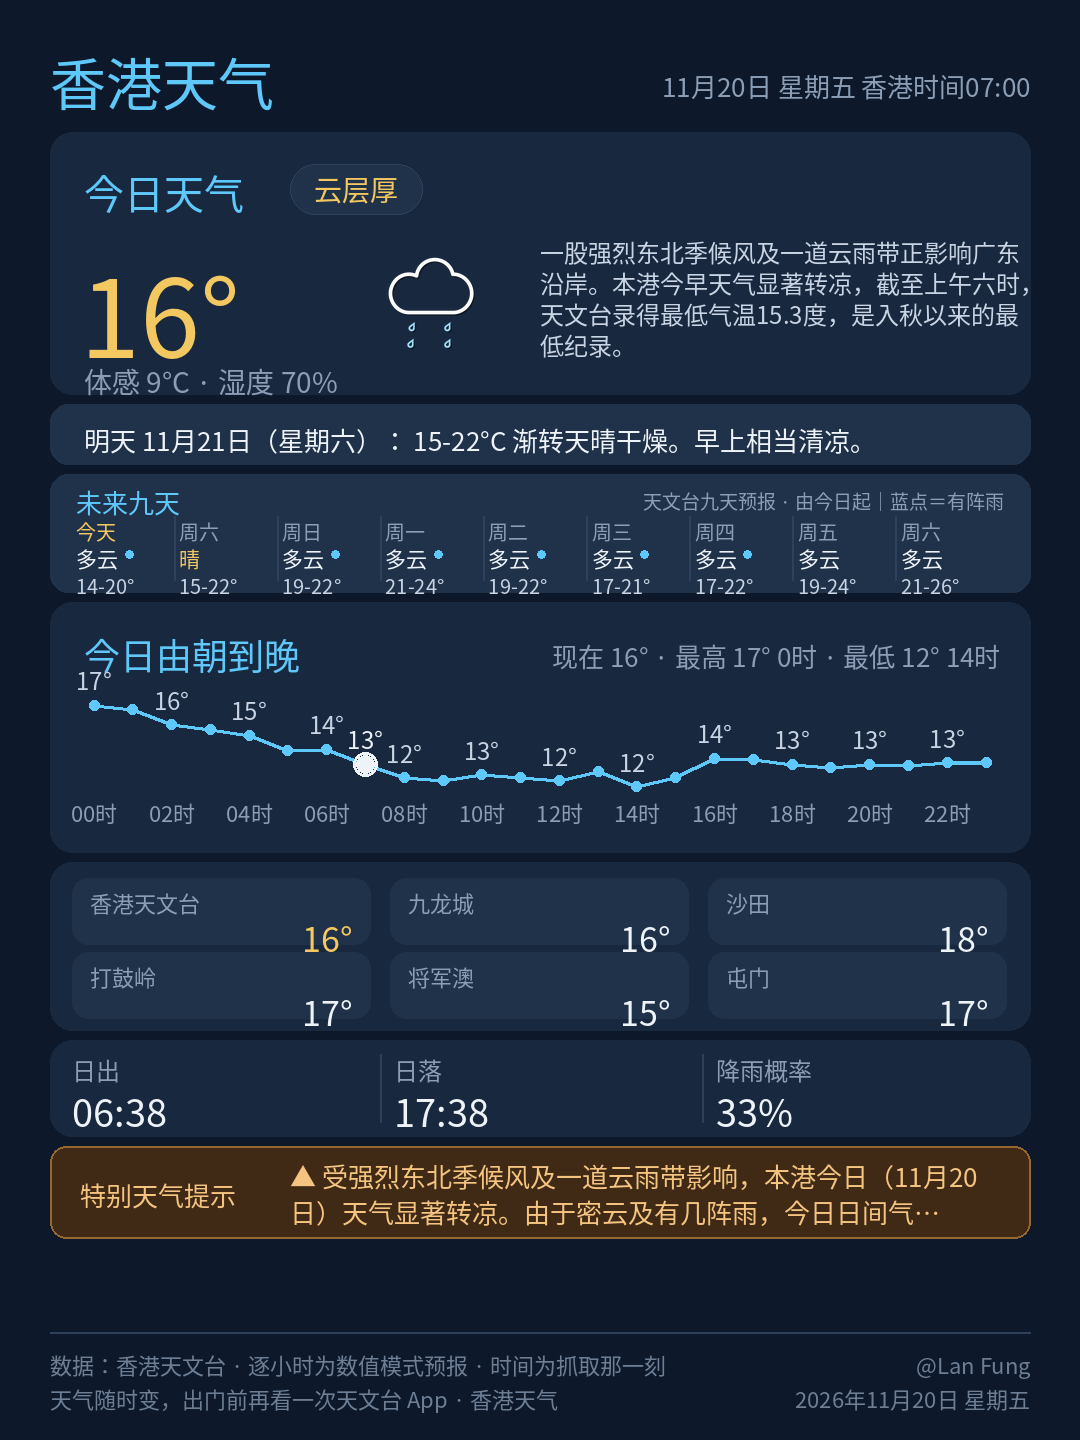 香港天气
11月20日 星期五 香港时间07:00
今日天气
云层厚
16°
体感 9°C · 湿度 70%
一股强烈东北季候风及一道云雨带正影响广东
沿岸。本港今早天气显著转凉，截至上午六时，
天文台录得最低气温15.3度，是入秋以来的最
低纪录。
明天 11月21日（星期六）：15-22°C 渐转天晴干燥。早上相当清凉。
未来九天
天文台九天预报 · 由今日起｜蓝点＝有阵雨
今天 周六 周日 周一 周二 周三 周四 周五 周六
多云 晴 多云 多云 多云 多云 多云 多云 多云
14-20° 15-22° 19-22° 21-24° 19-22° 17-21° 17-22° 19-24° 21-26°
今日由朝到晚
现在 16° · 最高 17° 0时 · 最低 12° 14时
17° 16° 15° 14° 13° 12° 13° 12° 12° 14° 13° 13° 13°
00时 02时 04时 06时 08时 10时 12时 14时 16时 18时 20时 22时
香港天文台 九龙城 沙田
16° 16° 18°
打鼓岭 将军澳 屯门
17° 15° 17°
日出 日落 降雨概率
06:38 17:38 33%
特别天气提示
▲ 受强烈东北季候风及一道云雨带影响，本港今日（11月20
日）天气显著转凉。由于密云及有几阵雨，今日日间气…
数据：香港天文台 · 逐小时为数值模式预报 · 时间为抓取那一刻
@Lan Fung
天气随时变，出门前再看一次天文台 App · 香港天气
2026年11月20日 星期五